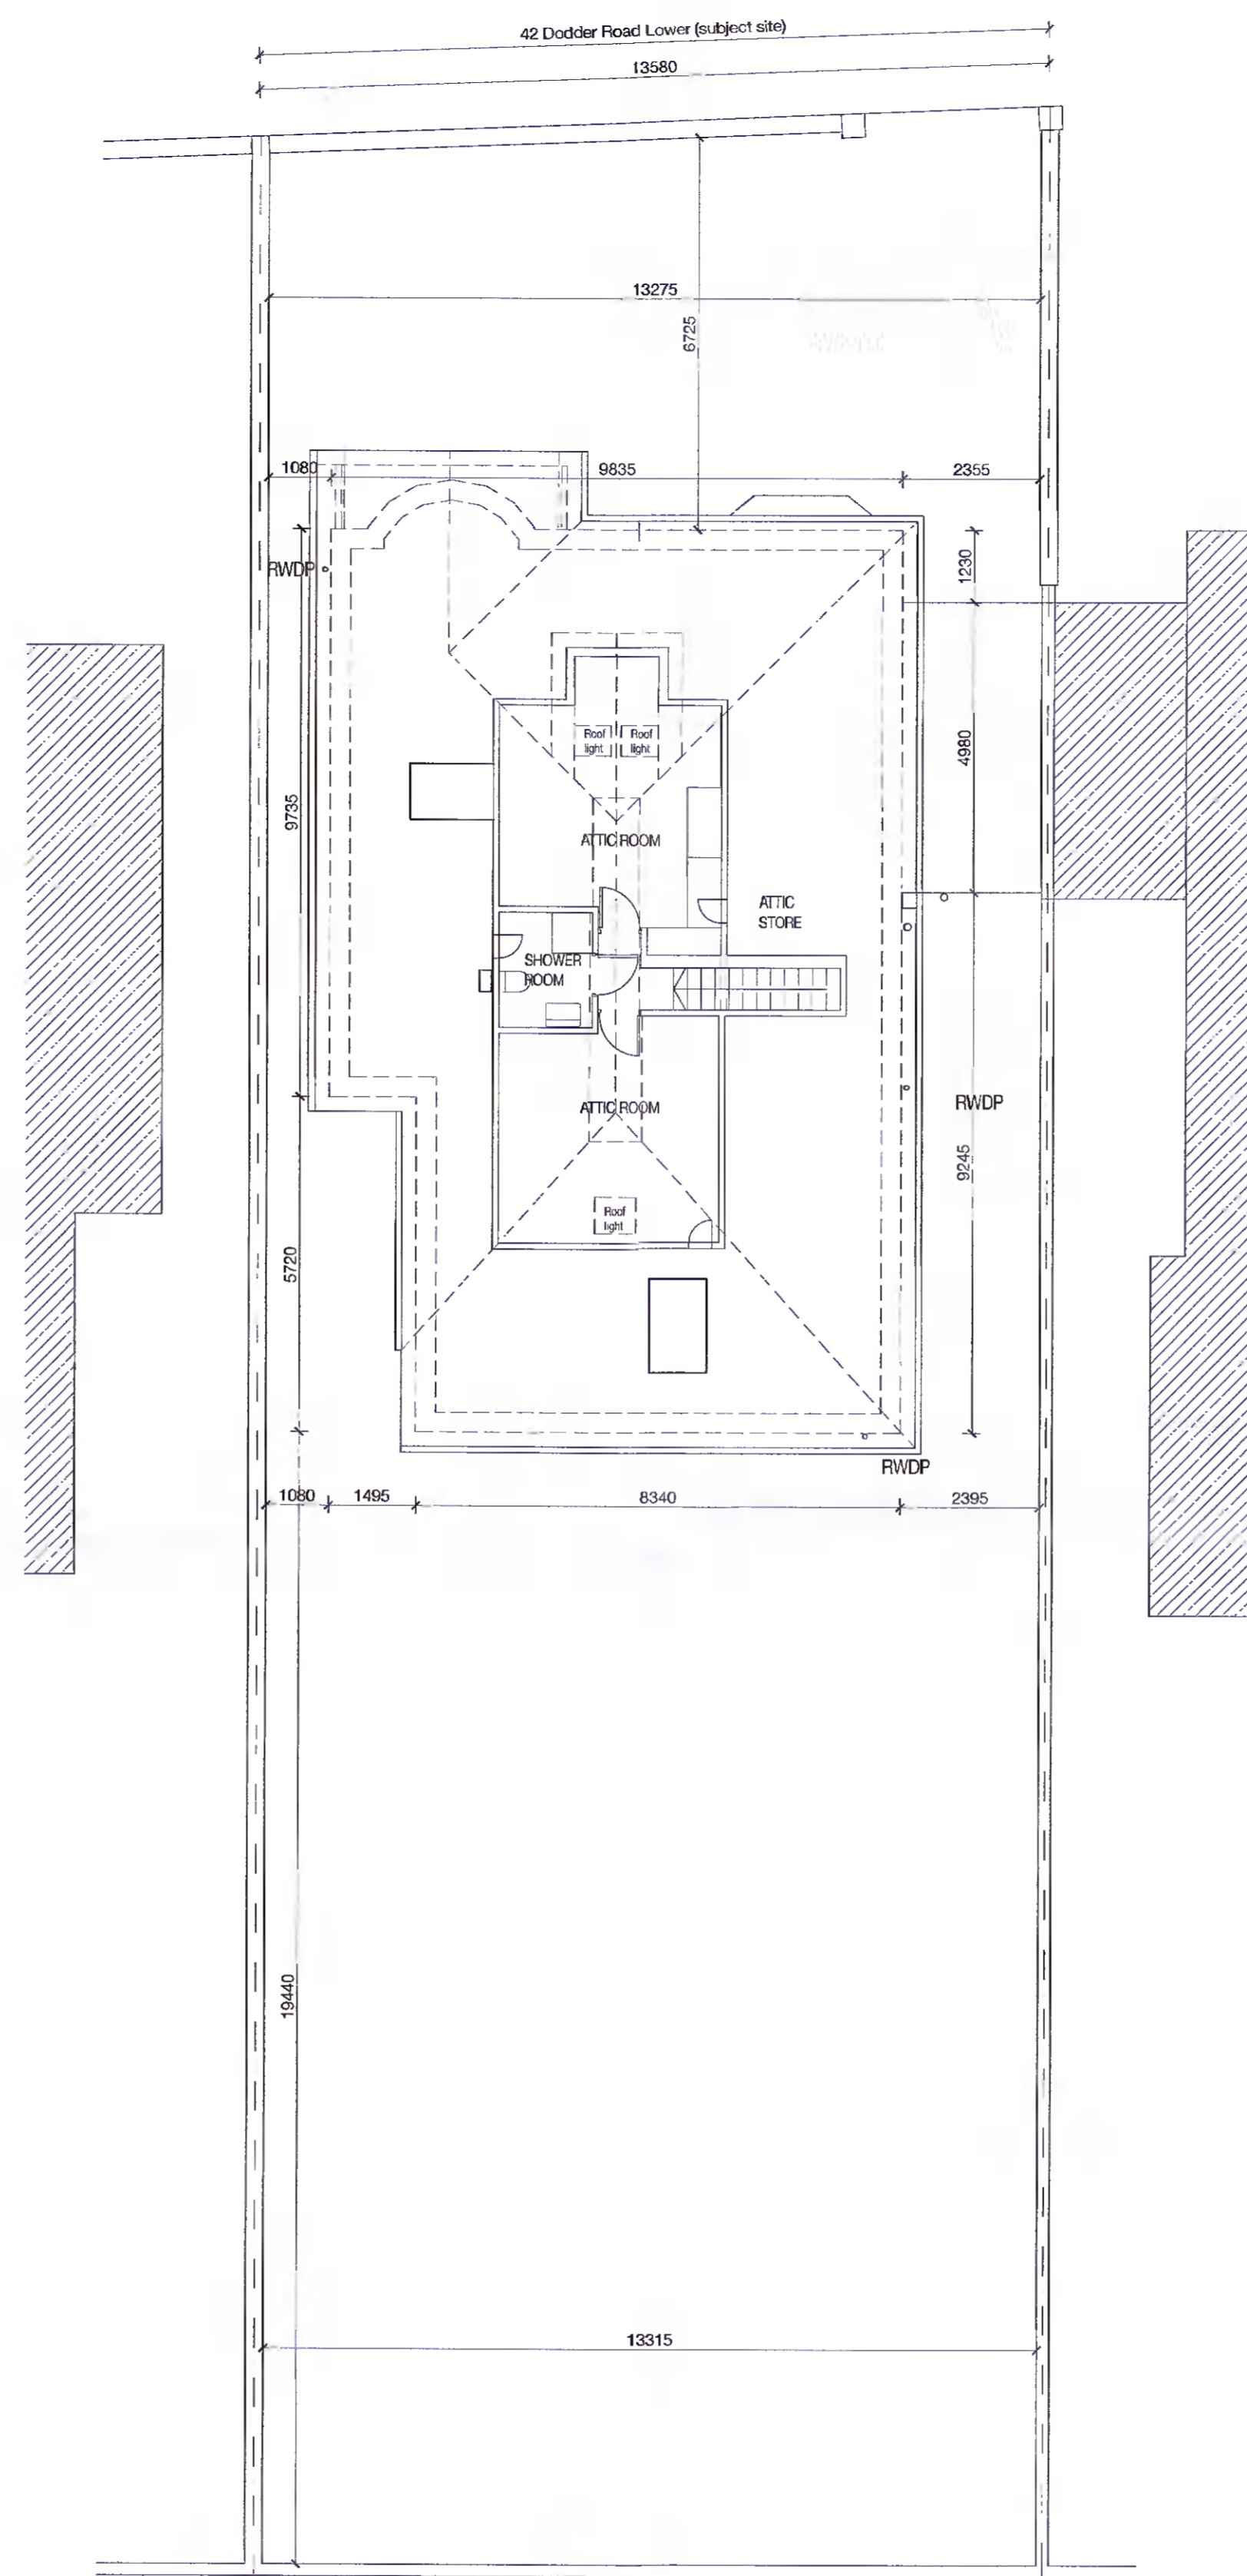 42 Dodder Road Lower (subject site)
13580
13275
6725
1080
9835
2355
RWDP
1230
4980
Roof
light
Roof
light
9735
ATTIC ROOM
ATTIC
STORE
SHOWER
ROOM
RWDP
ATTIC ROOM
9245
Roof
light
5720
RWDP
1080
1495
8340
2395
19440
13315